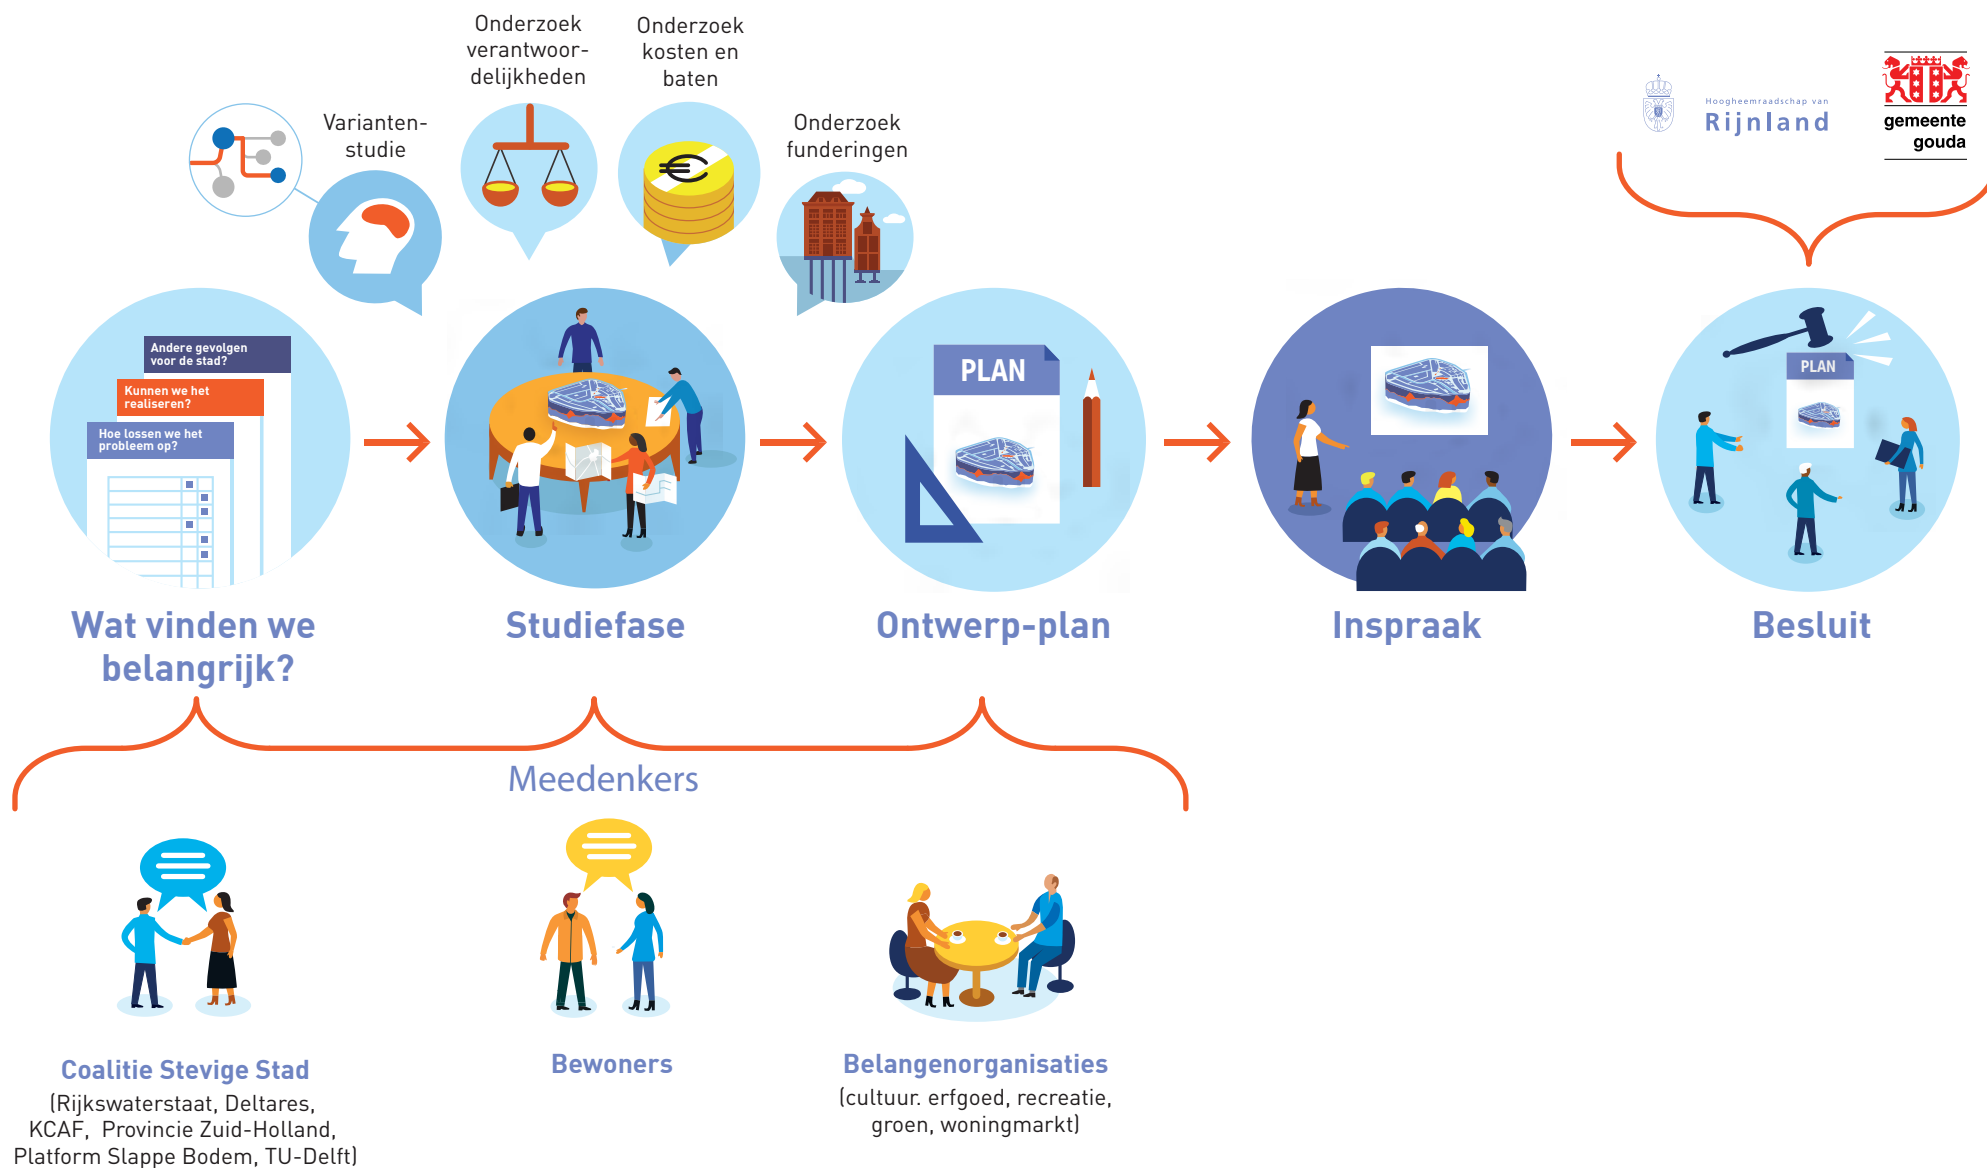 Onderzoek
verantwoor-
delijkheden
Onderzoek
kosten en
baten
Varianten-
studie
Onderzoek
funderingen
Hoogheemraadschap van
Rijnland
gemeente
gouda
Andere gevolgen
voor de stad?
Kunnen we het
realiseren?
Hoe lossen we het
probleem op?
PLAN
PLAN
Wat vinden we
belangrijk?
Studiefase
Ontwerp-plan
Inspraak
Besluit
Meedenkers
Coalitie Stevige Stad
(Rijkswaterstaat, Deltares,
KCAF, Provincie Zuid-Holland,
Platform Slappe Bodem, TU-Delft)
Bewoners
Belangenorganisaties
(cultuur. erfgoed, recreatie,
groen, woningmarkt)